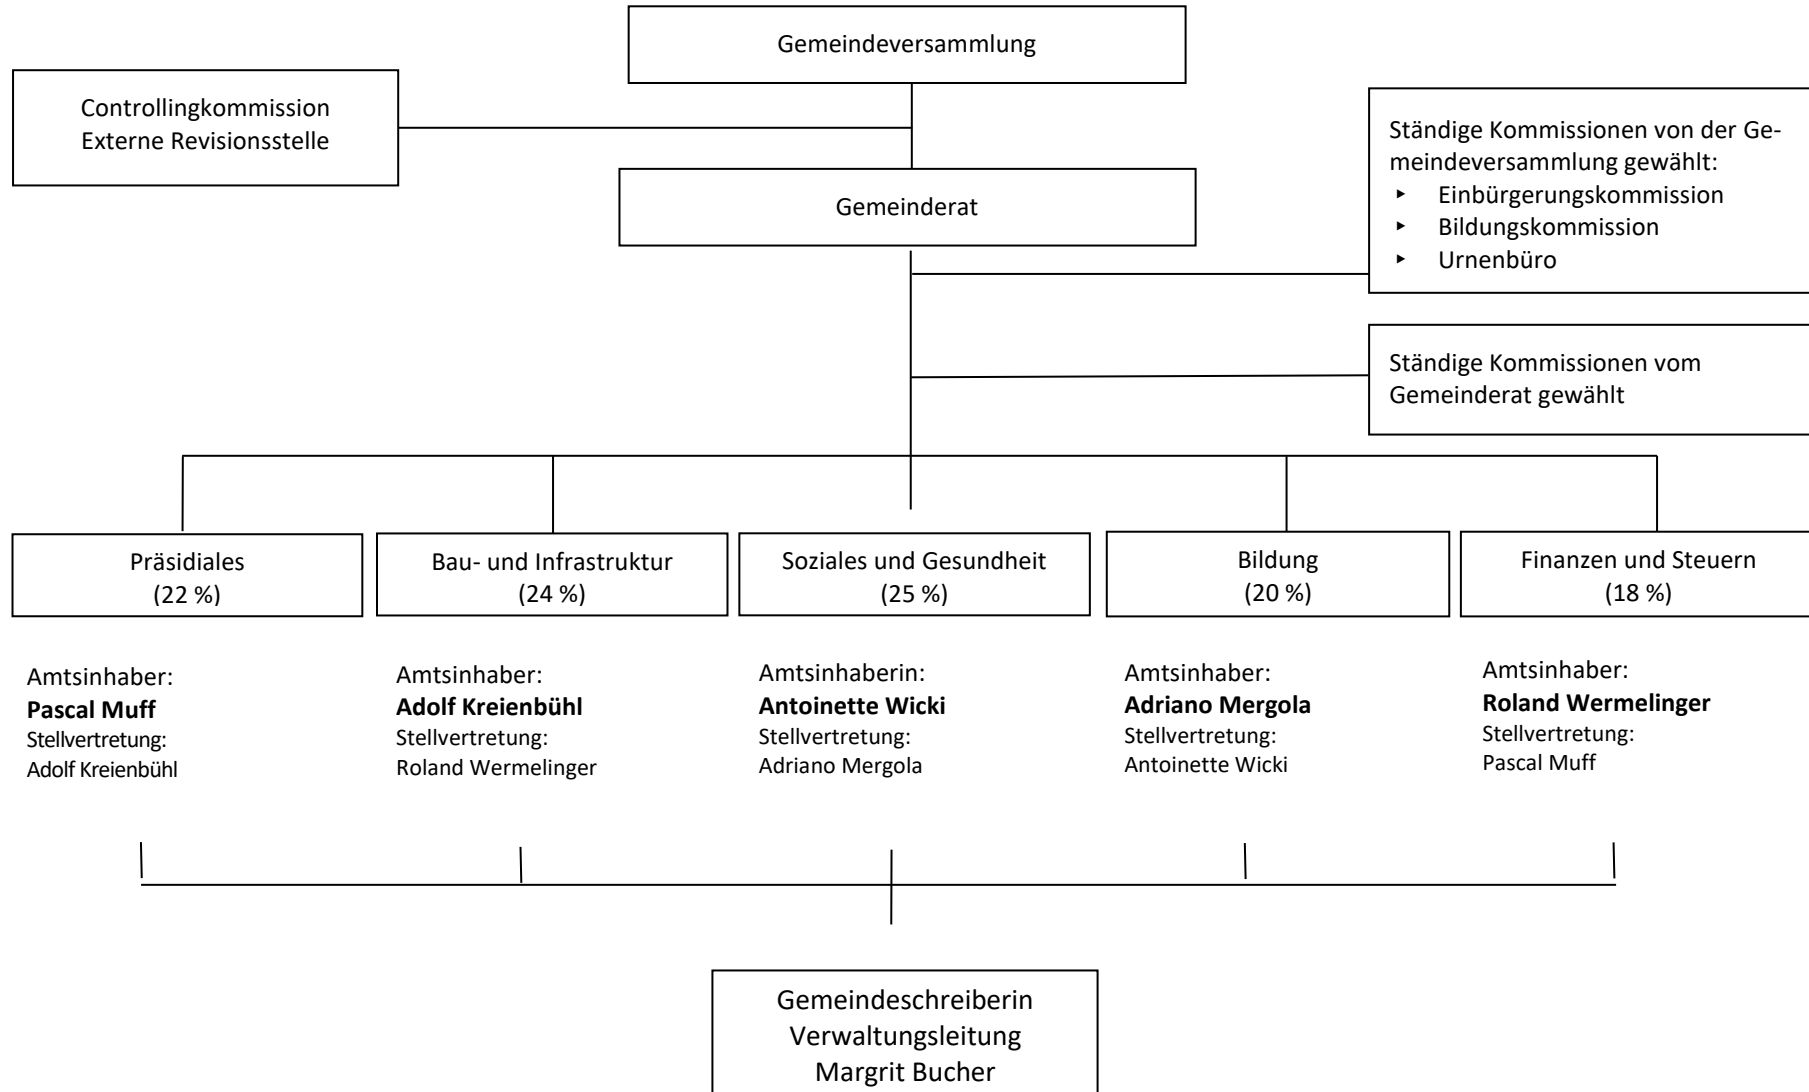 Gemeindeversammlung
Controllingkommission
Externe Revisionsstelle
Ständige Kommissionen von der Ge-
meindeversammlung gewählt:
▸ Einbürgerungskommission
▸ Bildungskommission
▸ Urnenbüro
Gemeinderat
Ständige Kommissionen vom
Gemeinderat gewählt
Präsidiales
(22 %)
Bau- und Infrastruktur
(24 %)
Soziales und Gesundheit
(25 %)
Bildung
(20 %)
Finanzen und Steuern
(18 %)
Amtsinhaber:
Pascal Muff
Stellvertretung:
Adolf Kreienbühl
Amtsinhaber:
Adolf Kreienbühl
Stellvertretung:
Roland Wermelinger
Amtsinhaberin:
Antoinette Wicki
Stellvertretung:
Adriano Mergola
Amtsinhaber:
Adriano Mergola
Stellvertretung:
Antoinette Wicki
Amtsinhaber:
Roland Wermelinger
Stellvertretung:
Pascal Muff
Gemeindeschreiberin
Verwaltungsleitung
Margrit Bucher